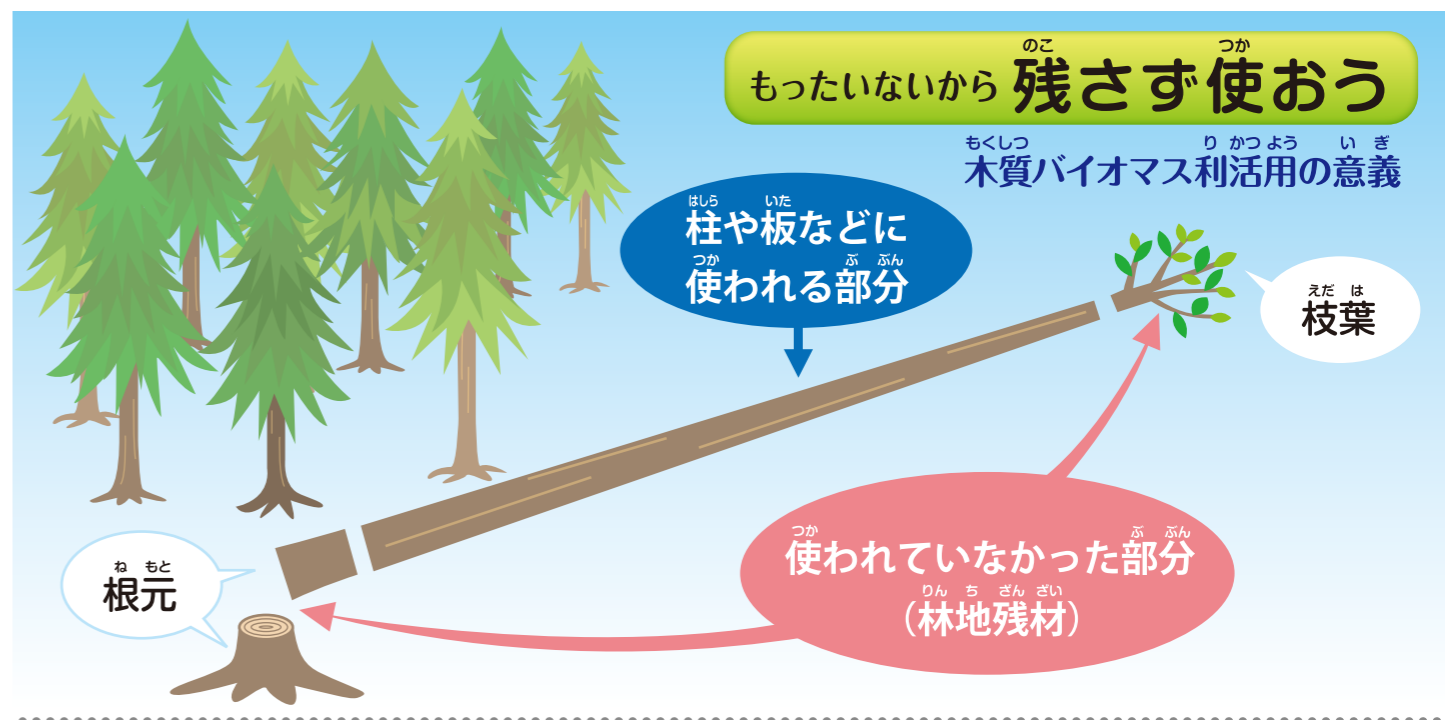 もったいないから 残さず使おう
木質バイオマス利活用の意義
柱や板などに
使われる部分
枝葉
使われていなかった部分
（林地残材）
根元